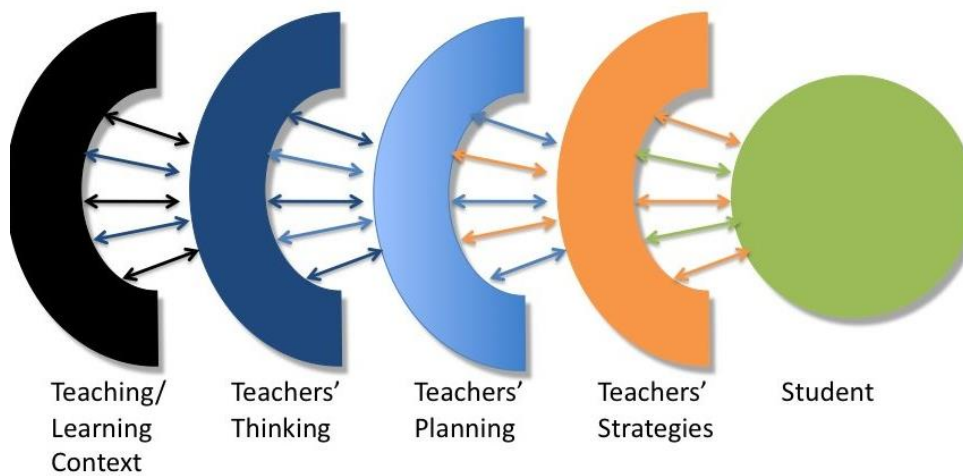 Teaching/
Learning
Context
Teachers’
Thinking
Teachers’
Planning
Teachers’
Strategies
Student